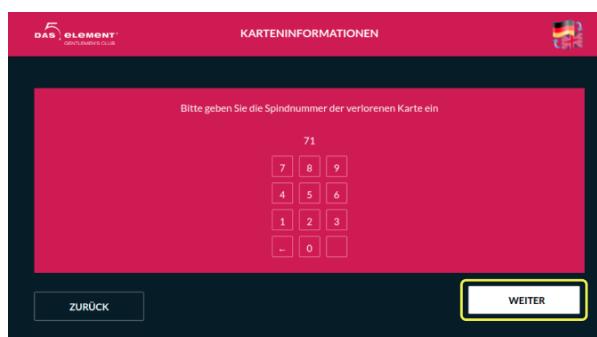 DAS 5. ELEMENT
GENTLEMEN'S CLUB
KARTENINFORMATIONEN
Bitte geben Sie die Spindnummer der verlorenen Karte ein
71
7 8 9
4 5 6
1 2 3
← 0
ZURÜCK
WEITER